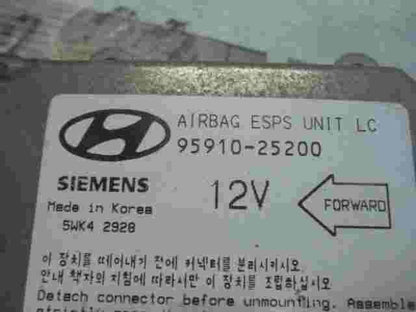 AIRBAG ESPS UNIT LC
95910-25200
SIEMENS
12V
FORWARD
Made in Korea
5WK4 2928
이 장치를 떼어내기 전에 커넥터를 분리시키시오
안내 책자의 지침에 따라서만 이 장치를 조립하십시오
Detach connector before unmounting. Assemble
strictly